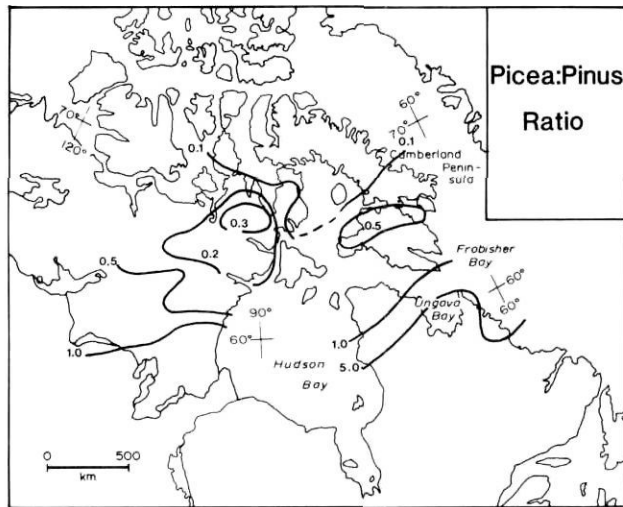 Picea:Pinus
Ratio
70°
120°
60°
70°
0.1
0.1
Cumberland
Penin-
sula
0.3
0.5
0.2
0.5
Frobisher
Bay
60°
60°
Ungava
Bay
90°
60°
1.0
1.0
5.0
Hudson
Bay
0
500
km